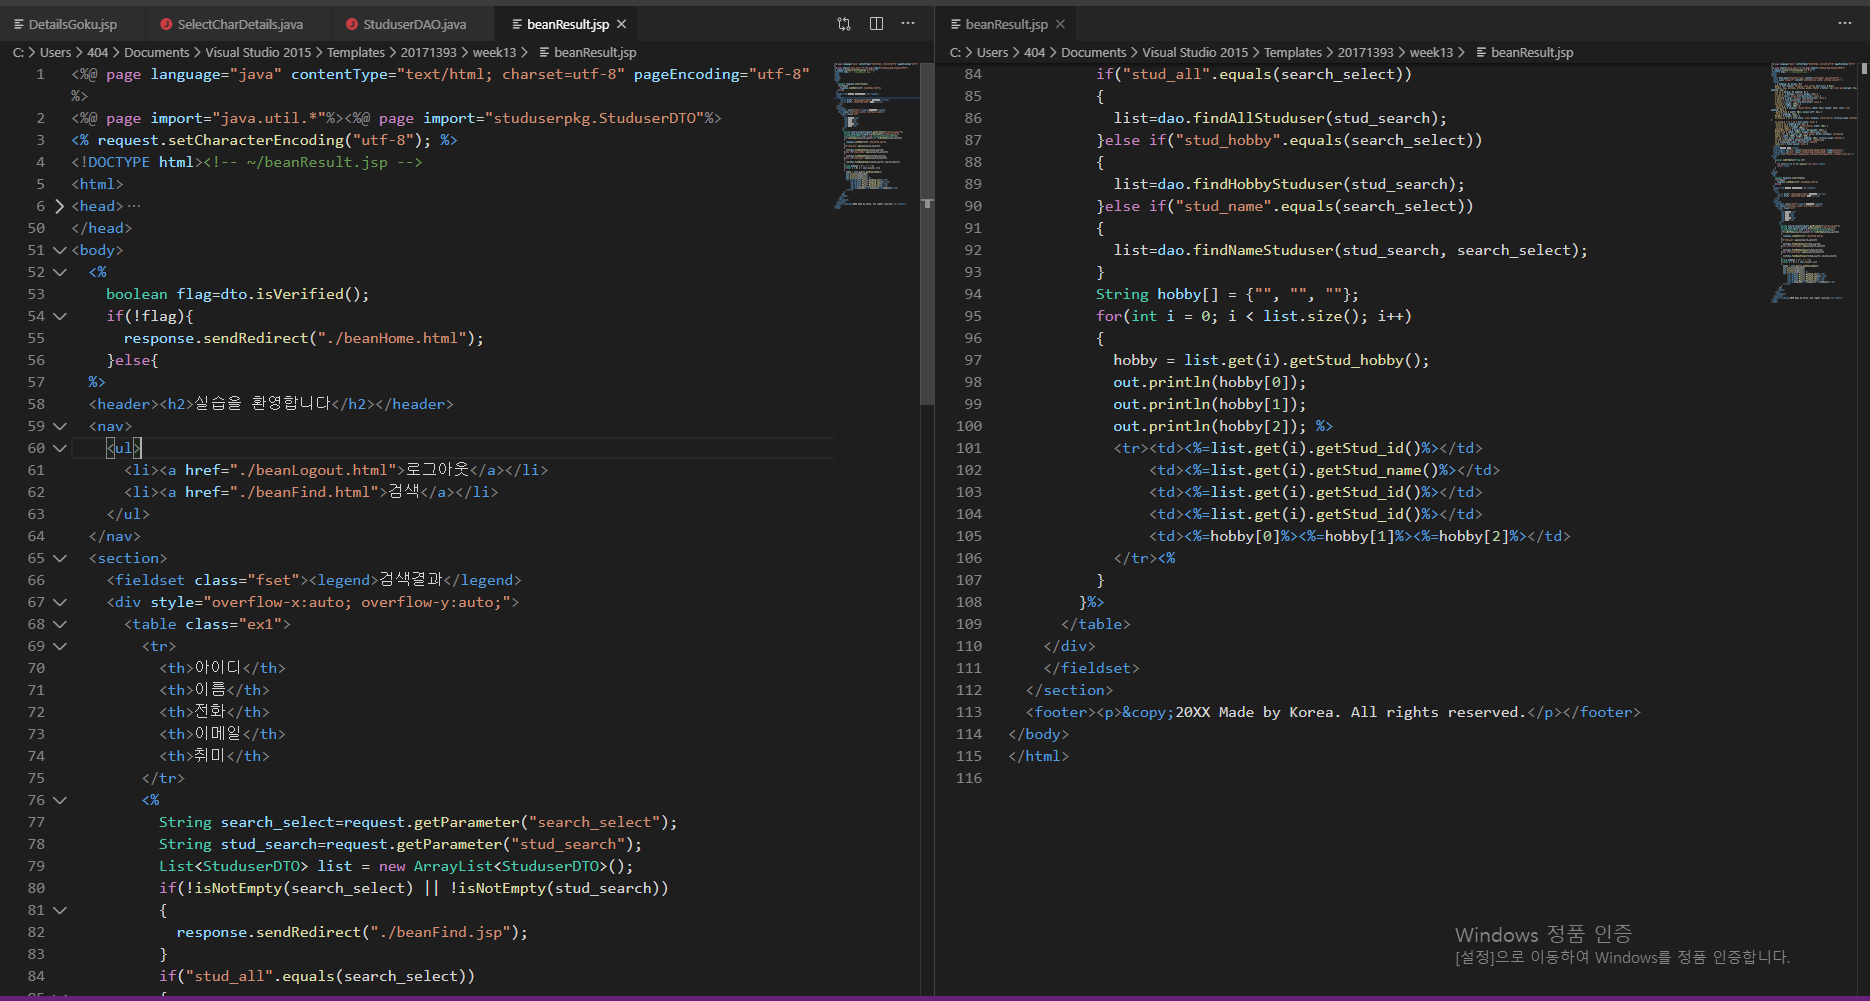 DetailsGoku.jsp SelectCharDetails.java StuduserDAO.java beanResult.jsp
C: > Users > 404 > Documents > Visual Studio 2015 > Templates > 20171393 > week13 > beanResult.jsp
1 <%@ page language="java" contentType="text/html; charset=utf-8" pageEncoding="utf-8"
%>
2 <%@ page import="java.util.*"%><%@ page import="studuserpkg.StuduserDTO"%>
3 <% request.setCharacterEncoding("utf-8"); %>
4 <!DOCTYPE html><!-- ~/beanResult.jsp -->
5 <html>
6 <head>…
50 </head>
51 <body>
52 <%
53 boolean flag=dto.isVerified();
54 if(!flag){
55 response.sendRedirect("./beanHome.html");
56 }else{
57 %>
58 <header><h2>실습을 환영합니다</h2></header>
59 <nav>
60 <ul>
61 <li><a href="./beanLogout.html">로그아웃</a></li>
62 <li><a href="./beanFind.html">검색</a></li>
63 </ul>
64 </nav>
65 <section>
66 <fieldset class="fset"><legend>검색결과</legend>
67 <div style="overflow-x:auto; overflow-y:auto;">
68 <table class="ex1">
69 <tr>
70 <th>아이디</th>
71 <th>이름</th>
72 <th>전화</th>
73 <th>이메일</th>
74 <th>취미</th>
75 </tr>
76 <%
77 String search_select=request.getParameter("search_select");
78 String stud_search=request.getParameter("stud_search");
79 List<StuduserDTO> list = new ArrayList<StuduserDTO>();
80 if(!isNotEmpty(search_select) || !isNotEmpty(stud_search))
81 {
82 response.sendRedirect("./beanFind.jsp");
83 }
84 if("stud_all".equals(search_select))
beanResult.jsp
C: > Users > 404 > Documents > Visual Studio 2015 > Templates > 20171393 > week13 > beanResult.jsp
84 if("stud_all".equals(search_select))
85 {
86 list=dao.findAllStuduser(stud_search);
87 }else if("stud_hobby".equals(search_select))
88 {
89 list=dao.findHobbyStuduser(stud_search);
90 }else if("stud_name".equals(search_select))
91 {
92 list=dao.findNameStuduser(stud_search, search_select);
93 }
94 String hobby[] = {"", "", ""};
95 for(int i = 0; i < list.size(); i++)
96 {
97 hobby = list.get(i).getStud_hobby();
98 out.println(hobby[0]);
99 out.println(hobby[1]);
100 out.println(hobby[2]); %>
101 <tr><td><%=list.get(i).getStud_id()%></td>
102 <td><%=list.get(i).getStud_name()%></td>
103 <td><%=list.get(i).getStud_id()%></td>
104 <td><%=list.get(i).getStud_id()%></td>
105 <td><%=hobby[0]%><%=hobby[1]%><%=hobby[2]%></td>
106 </tr><%
107 }
108 }%>
109 </table>
110 </div>
111 </fieldset>
112 </section>
113 <footer><p>&copy;20XX Made by Korea. All rights reserved.</p></footer>
114 </body>
115 </html>
116
Windows 정품 인증
[설정]으로 이동하여 Windows를 정품 인증합니다.